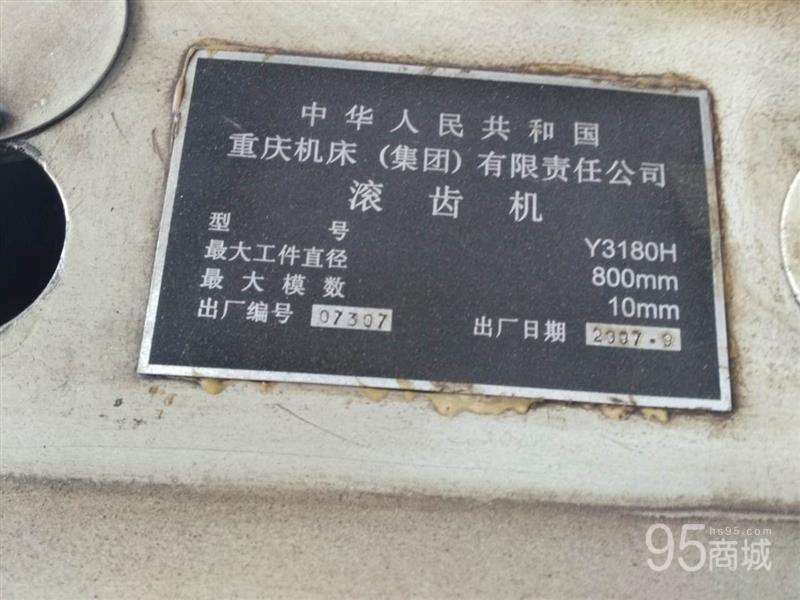 中华人民共和国
重庆机床（集团）有限责任公司
滚齿机
型号 Y3180H
最大工件直径 800mm
最大模数 10mm
出厂编号 07307 出厂日期 2007.9
95商城
hs95.com